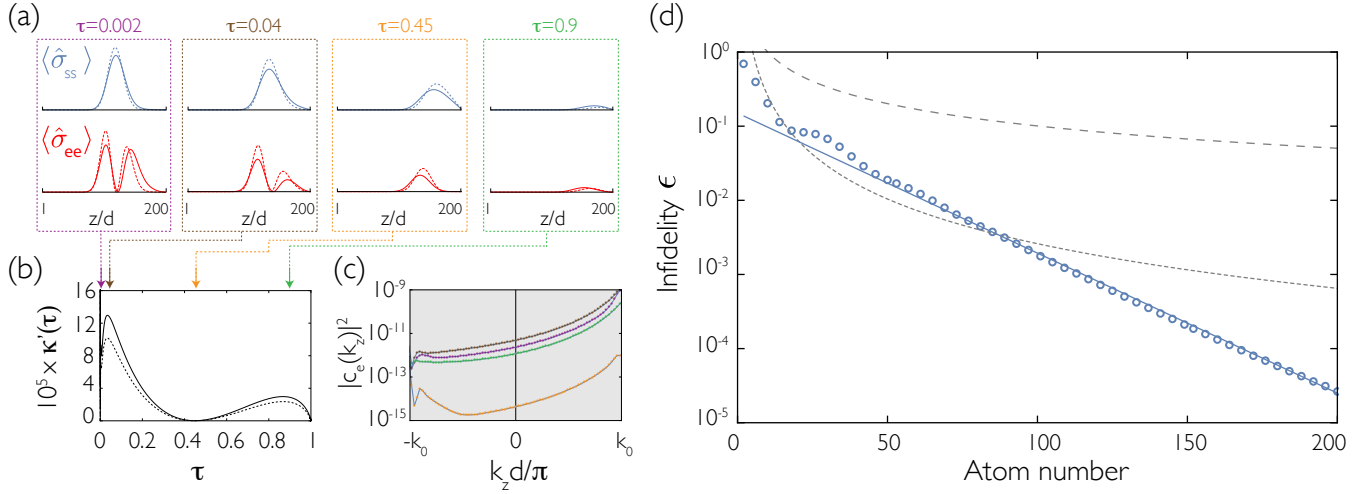 (a)
τ=0.002 τ=0.04 τ=0.45 τ=0.9
⟨σ̂ss⟩
⟨σ̂ee⟩
1 200 1 200 1 200 1 200
z/d z/d z/d z/d
(b)
16
12
8
4
0
|10⁵ × κ'(τ)
0 0.2 0.4 0.6 0.8 1
τ
(c)
10⁻⁹
10⁻¹¹
10⁻¹³
10⁻¹⁵
|cₑ(k_z)|²
-k₀ 0 k₀
k_z d/π
(d)
10⁰
10⁻¹
10⁻²
10⁻³
10⁻⁴
10⁻⁵
Infidelity ϵ
0 50 100 150 200
Atom number